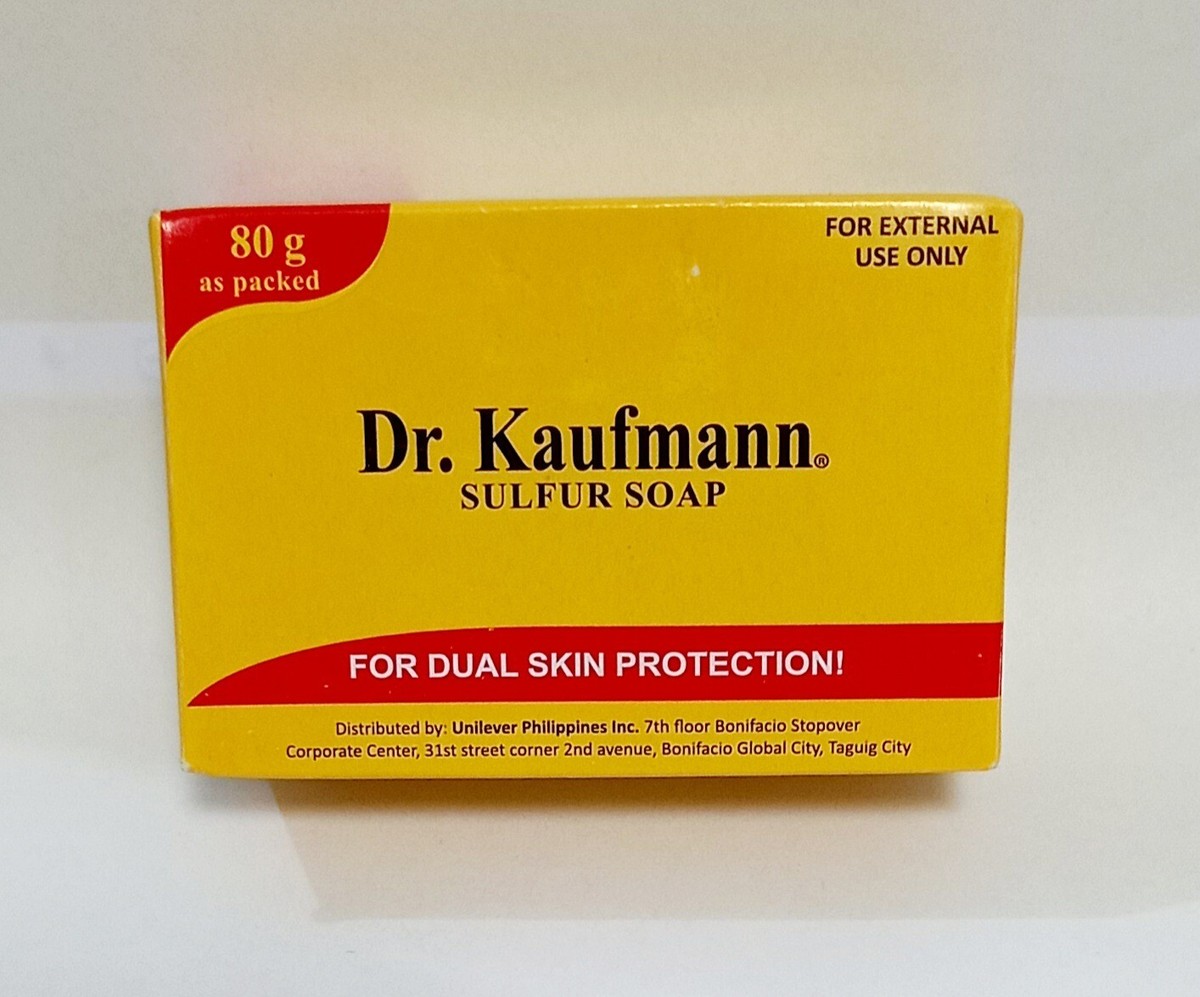 80 g
as packed
FOR EXTERNAL
USE ONLY
Dr. Kaufmann®
SULFUR SOAP
FOR DUAL SKIN PROTECTION!
Distributed by: Unilever Philippines Inc. 7th floor Bonifacio Stopover
Corporate Center, 31st street corner 2nd avenue, Bonifacio Global City, Taguig City